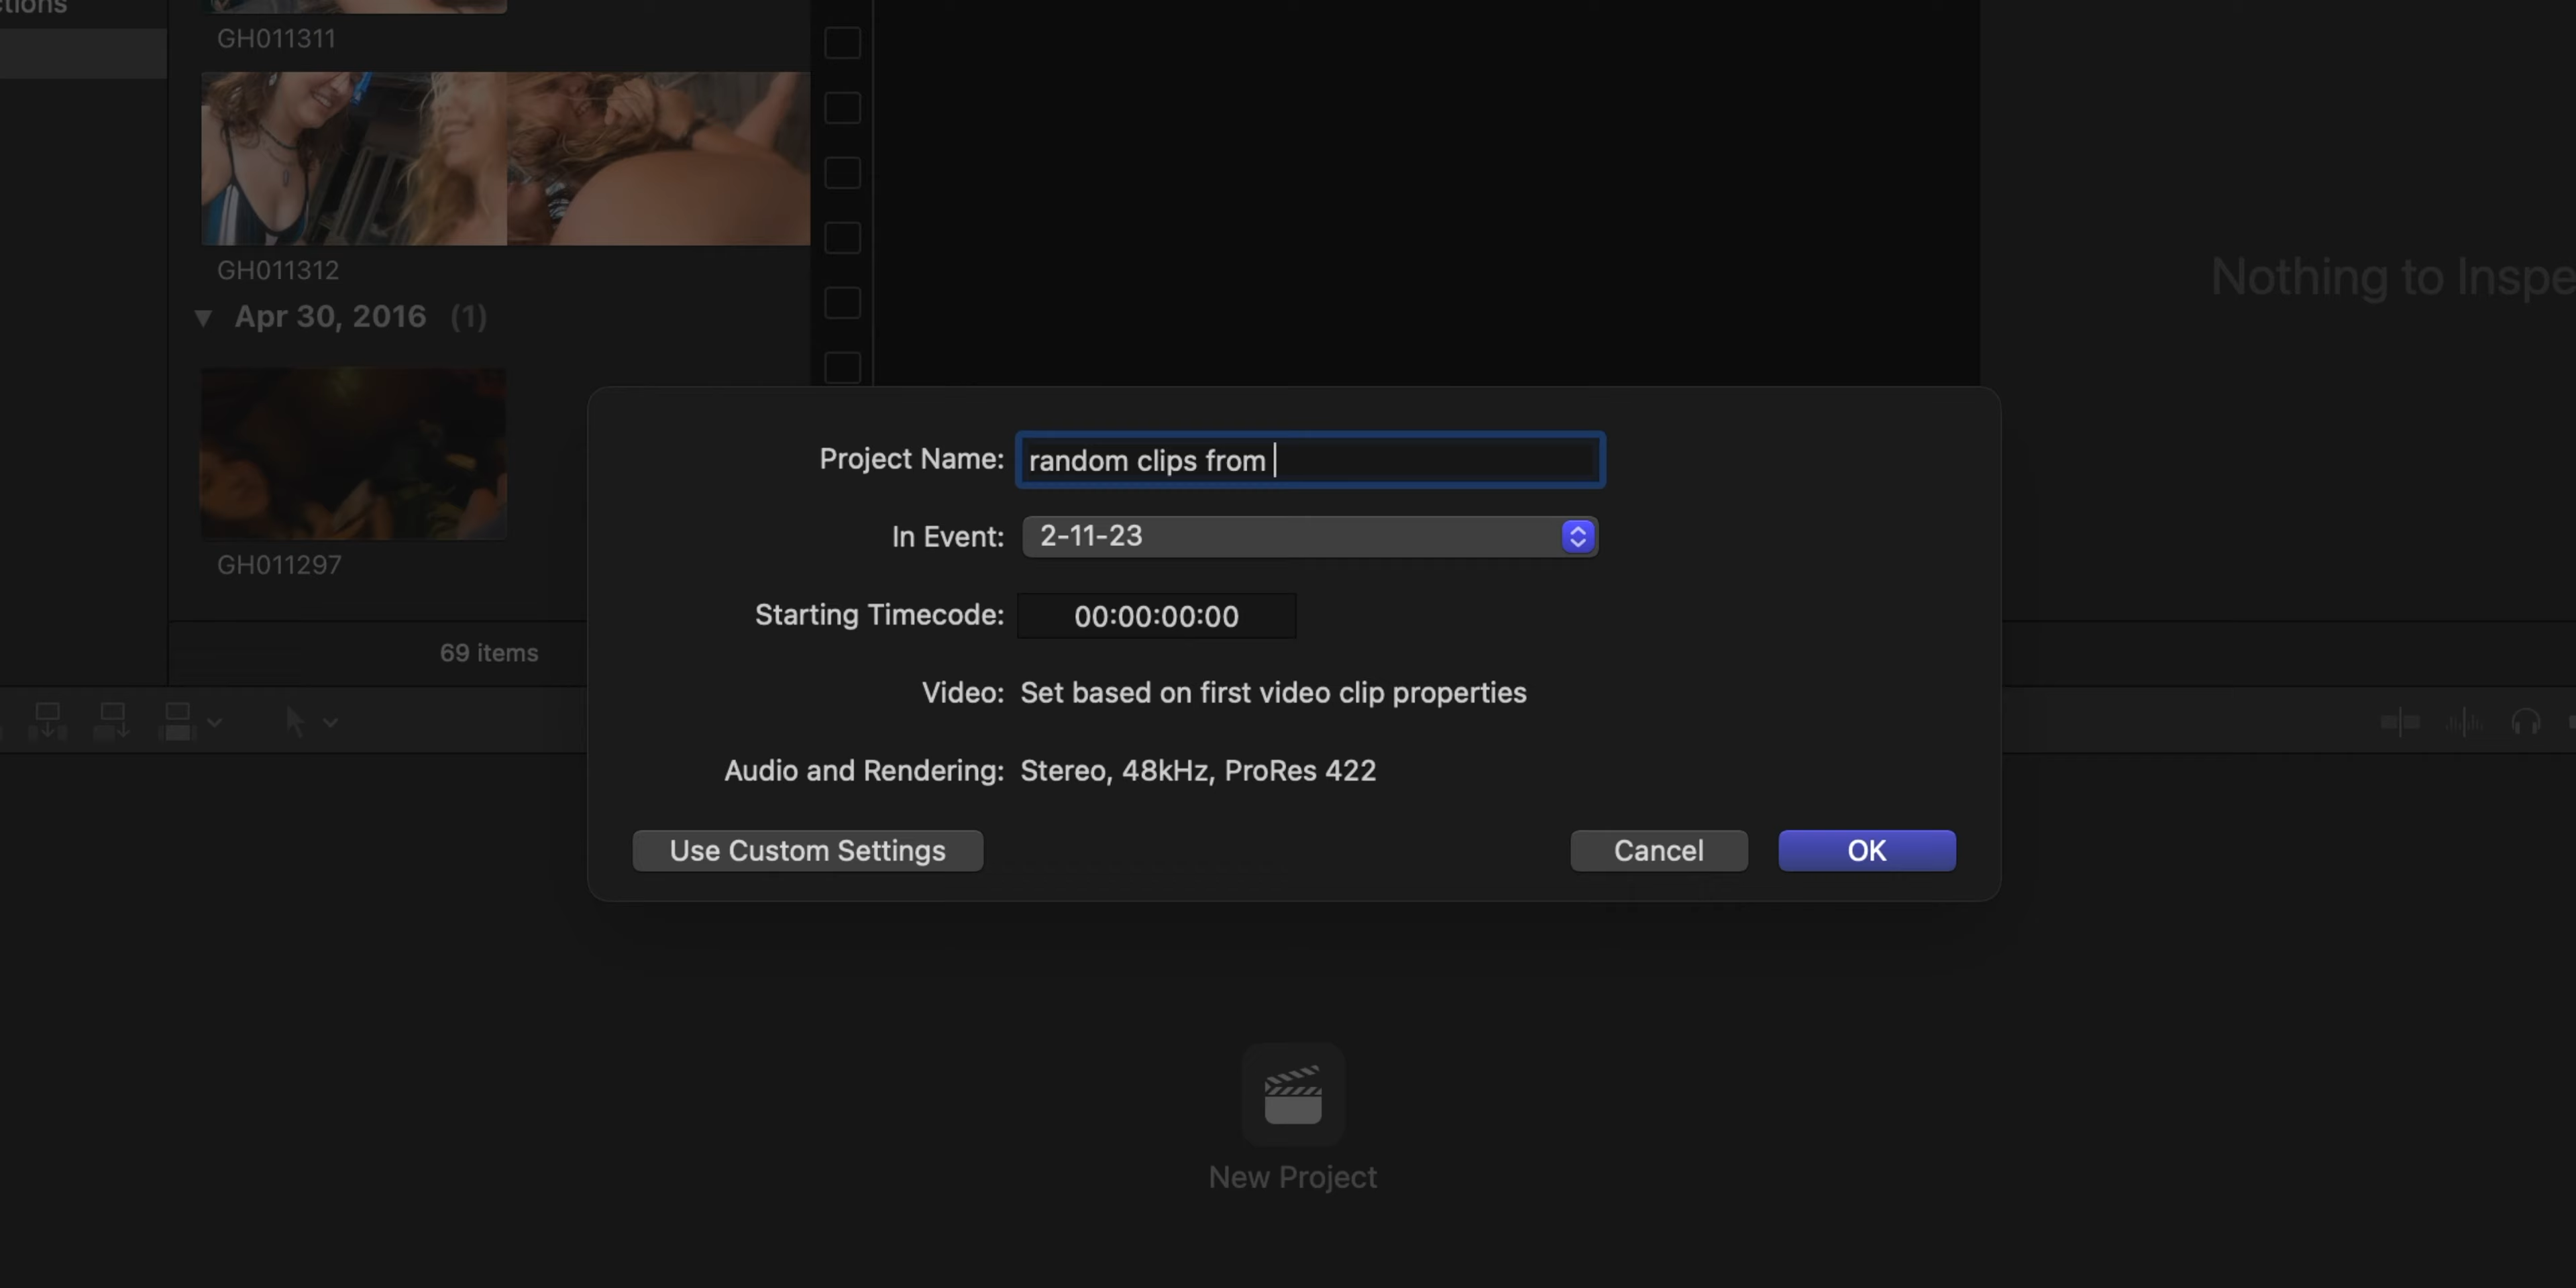 GH011311
GH011312
▼ Apr 30, 2016 (1)
GH011297
69 items
Project Name: random clips from
In Event: 2-11-23
Starting Timecode: 00:00:00:00
Video: Set based on first video clip properties
Audio and Rendering: Stereo, 48kHz, ProRes 422
Use Custom Settings
Cancel
OK
Nothing to Inspe
New Project